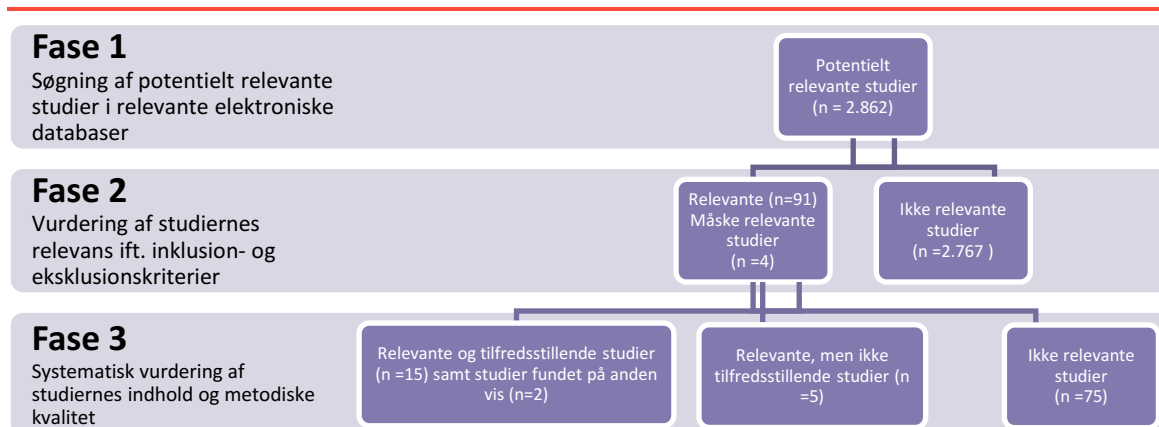 Fase 1
Søgning af potentielt relevante
studier i relevante elektroniske
databaser
Potentielt
relevante studier
(n = 2.862)
Fase 2
Vurdering af studiernes
relevans ift. inklusion- og
eksklusionskriterier
Relevante (n=91)
Måske relevante
studier
(n =4)
Ikke relevante
studier
(n =2.767 )
Fase 3
Systematisk vurdering af
studiernes indhold og metodiske
kvalitet
Relevante og tilfredsstillende studier
(n =15) samt studier fundet på anden
vis (n=2)
Relevante, men ikke
tilfredsstillende studier (n
=5)
Ikke relevante
studier
(n =75)